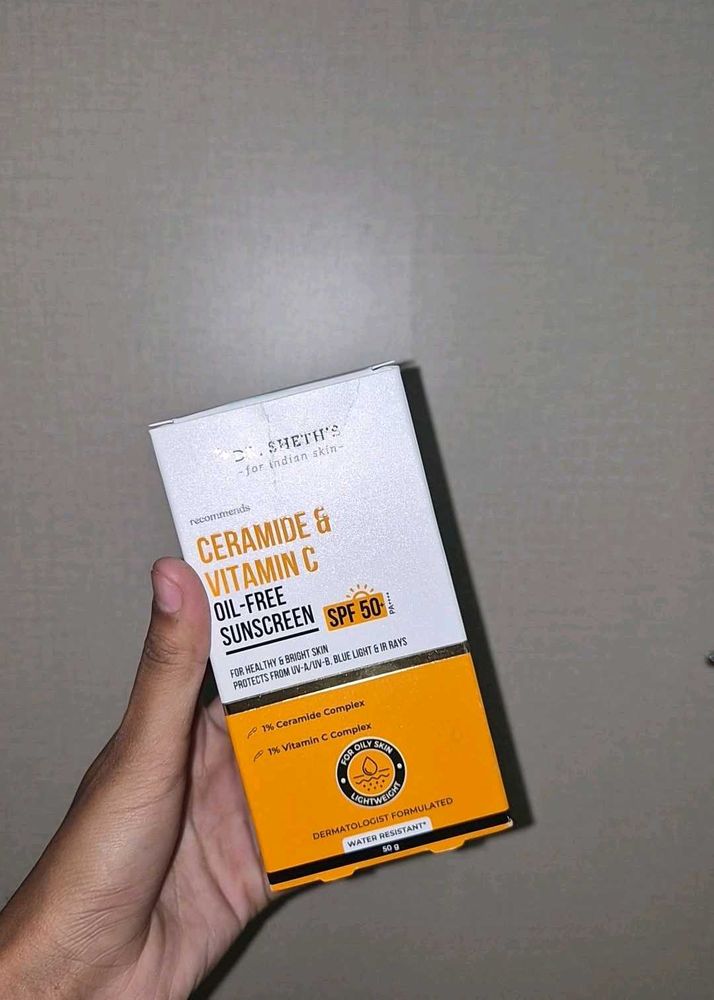 DR. SHETH'S
-for indian skin-
recommends
CERAMIDE &
VITAMIN C
OIL-FREE
SUNSCREEN
SPF 50+
PA++++
FOR HEALTHY & BRIGHT SKIN
PROTECTS FROM UV-A/UV-B, BLUE LIGHT & IR RAYS
1% Ceramide Complex
1% Vitamin C Complex
FOR OILY SKIN
LIGHTWEIGHT
DERMATOLOGIST FORMULATED
WATER RESISTANT*
50 g